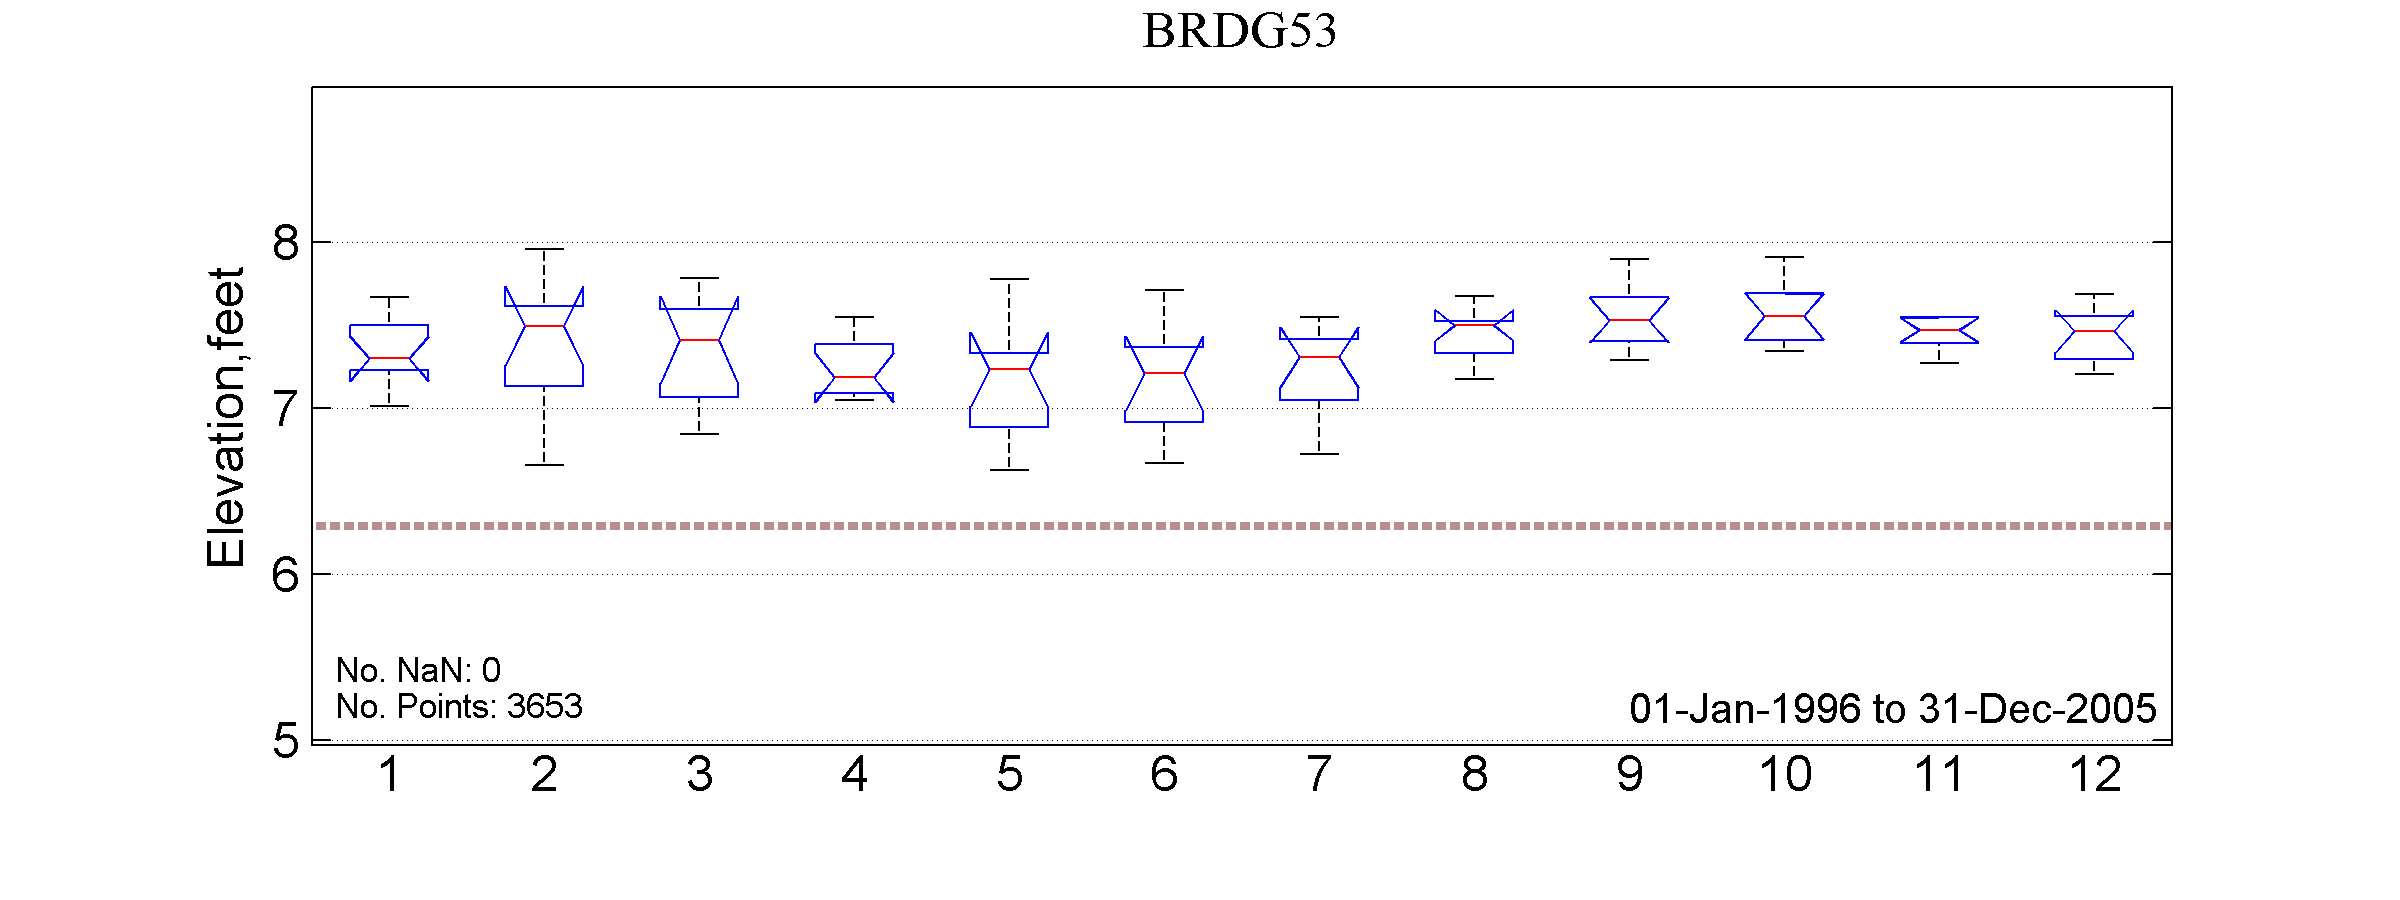 BRDG53
Elevation,feet
8
7
6
5
No. NaN: 0
No. Points: 3653
01-Jan-1996 to 31-Dec-2005
1 2 3 4 5 6 7 8 9 10 11 12